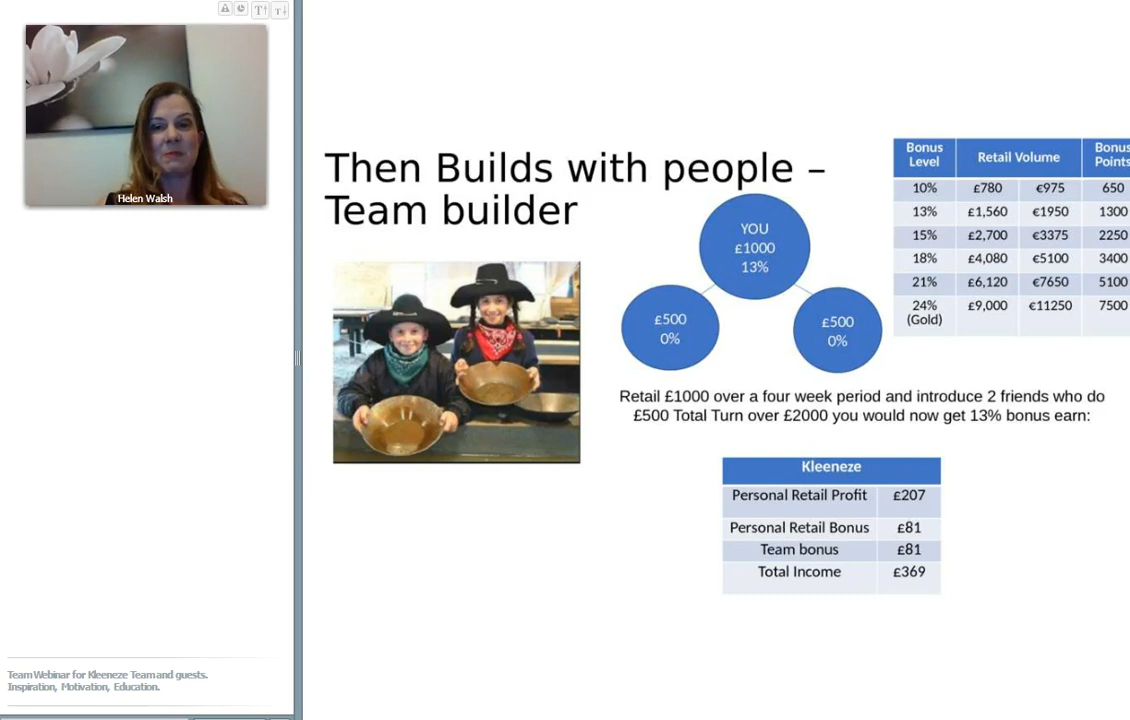 Helen Walsh
Team Webinar for Kleeneze Team and guests.
Inspiration, Motivation, Education.
Then Builds with people –
Team builder
YOU
£1000
13%
£500
0%
£500
0%
Bonus Level Retail Volume Bonus Points
10% £780 €975 650
13% £1,560 €1950 1300
15% £2,700 €3375 2250
18% £4,080 €5100 3400
21% £6,120 €7650 5100
24% (Gold) £9,000 €11250 7500
Retail £1000 over a four week period and introduce 2 friends who do
£500 Total Turn over £2000 you would now get 13% bonus earn:
Kleeneze
Personal Retail Profit £207
Personal Retail Bonus £81
Team bonus £81
Total Income £369